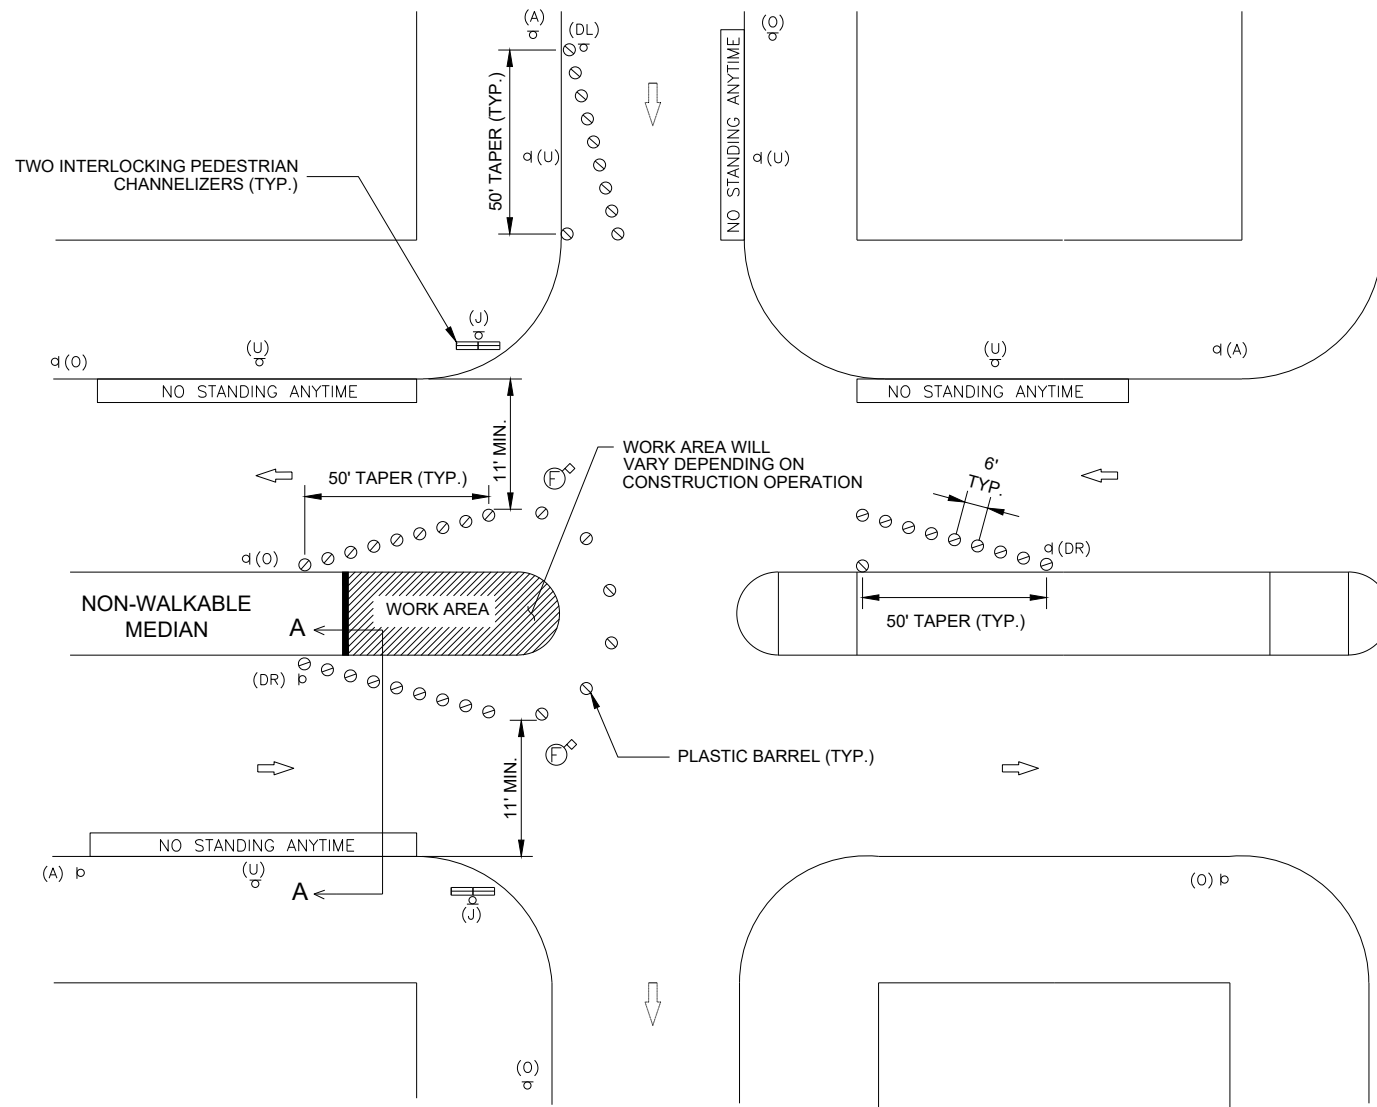 (A)
(DL)
(O)
50' TAPER (TYP.)
NO STANDING ANYTIME
(U)
(U)
TWO INTERLOCKING PEDESTRIAN
CHANNELIZERS (TYP.)
(J)
(O)
(U)
(U)
(A)
NO STANDING ANYTIME
NO STANDING ANYTIME
11' MIN.
WORK AREA WILL
VARY DEPENDING ON
CONSTRUCTION OPERATION
50' TAPER (TYP.)
F
6'
TYP.
(O)
(DR)
NON-WALKABLE
MEDIAN
WORK AREA
A
50' TAPER (TYP.)
(DR)
F
PLASTIC BARREL (TYP.)
11' MIN.
NO STANDING ANYTIME
(A)
(U)
A
(J)
(O)
(O)